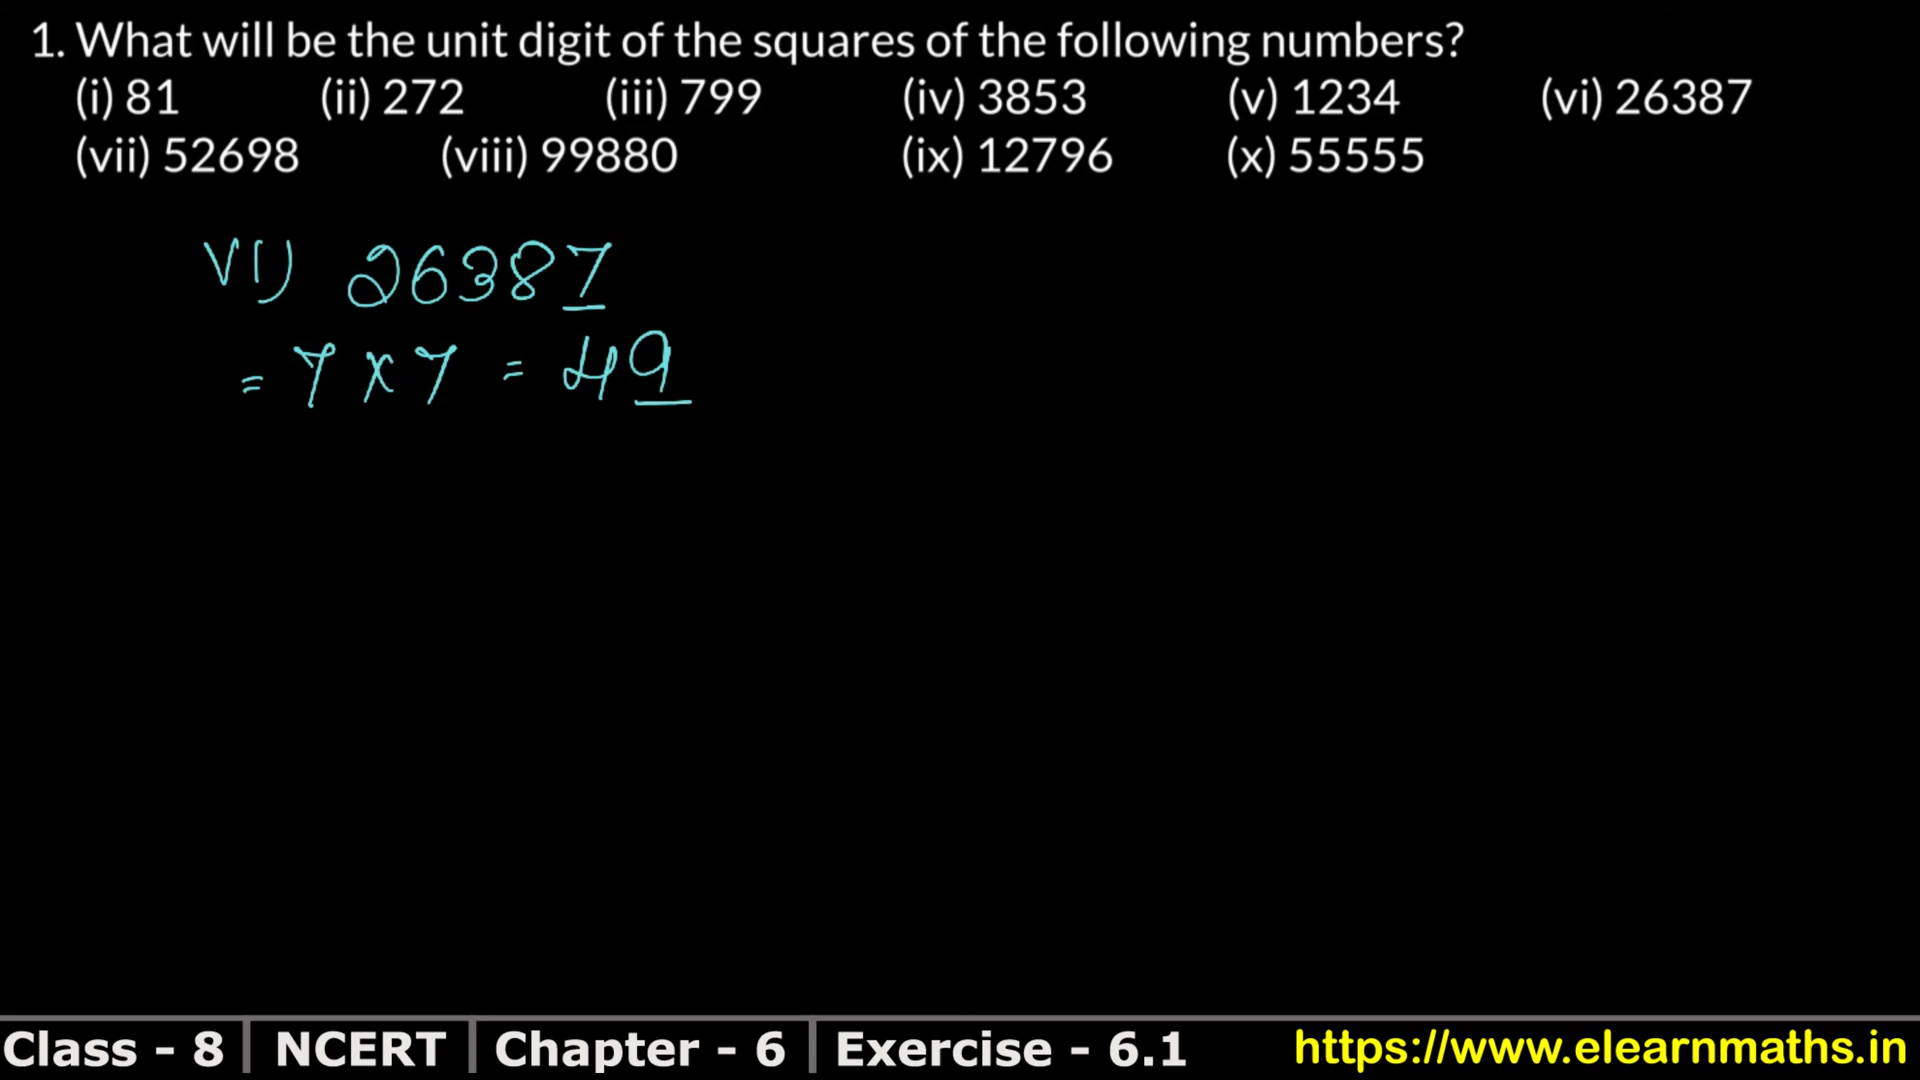 1. What will be the unit digit of the squares of the following numbers?
(i) 81 (ii) 272 (iii) 799 (iv) 3853 (v) 1234 (vi) 26387
(vii) 52698 (viii) 99880 (ix) 12796 (x) 55555
VI) 26387
= 7 x 7 = 49
Class - 8 | NCERT | Chapter - 6 | Exercise - 6.1 https://www.elearnmaths.in